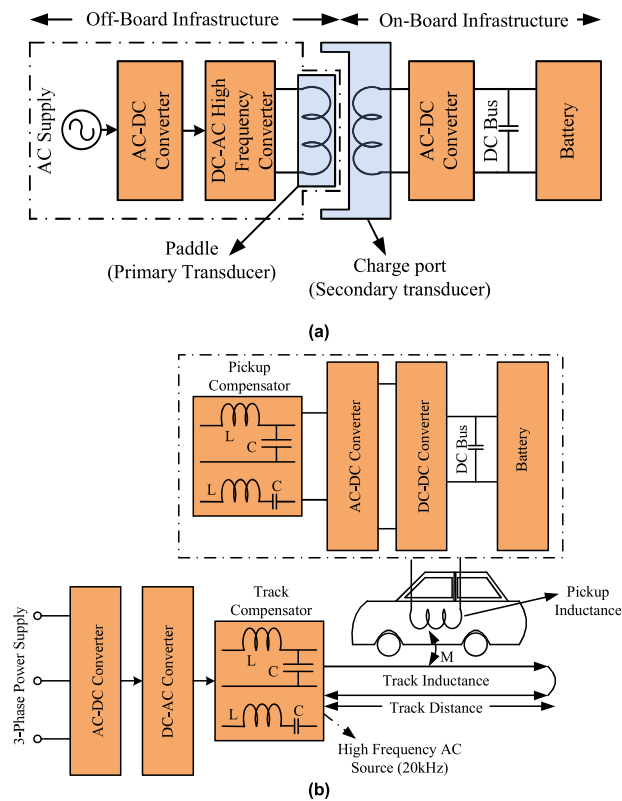 Off-Board Infrastructure
On-Board Infrastructure
AC Supply
AC-DC
Converter
DC-AC High
Frequency
Converter
AC-DC
Converter
DC Bus
Battery
Paddle
(Primary Transducer)
Charge port
(Secondary transducer)
(a)
Pickup
Compensator
L
C
L
C
AC-DC Converter
DC-DC Converter
DC Bus
Battery
Pickup
Inductance
3-Phase Power Supply
AC-DC Converter
DC-AC Converter
Track
Compensator
L
C
L
C
M
Track Inductance
Track Distance
High Frequency AC
Source (20kHz)
(b)